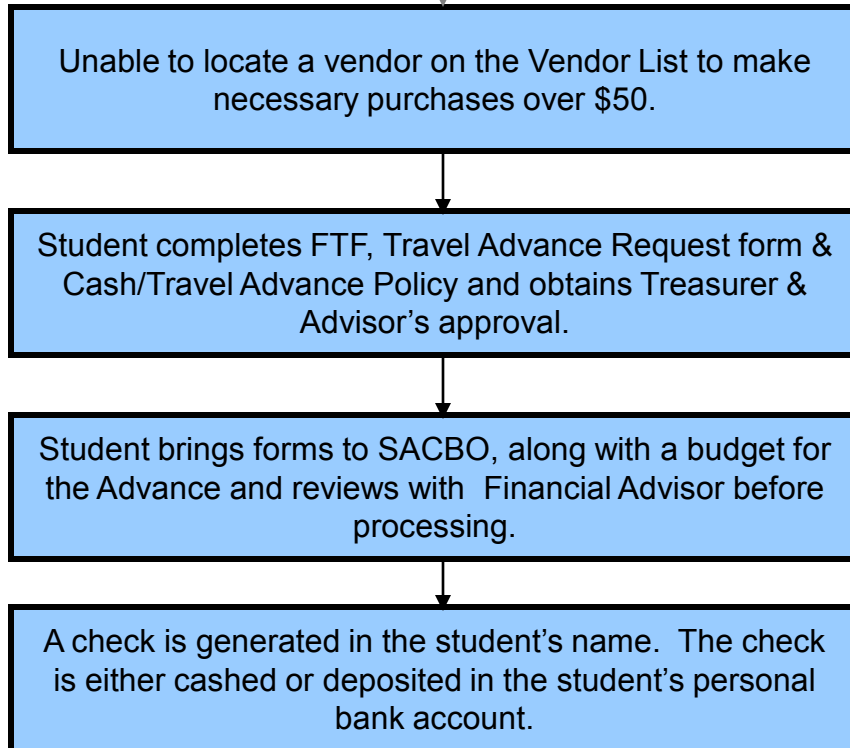 Unable to locate a vendor on the Vendor List to make
necessary purchases over $50.
Student completes FTF, Travel Advance Request form &
Cash/Travel Advance Policy and obtains Treasurer &
Advisor’s approval.
Student brings forms to SACBO, along with a budget for
the Advance and reviews with  Financial Advisor before
processing.
A check is generated in the student’s name.  The check
is either cashed or deposited in the student’s personal
bank account.